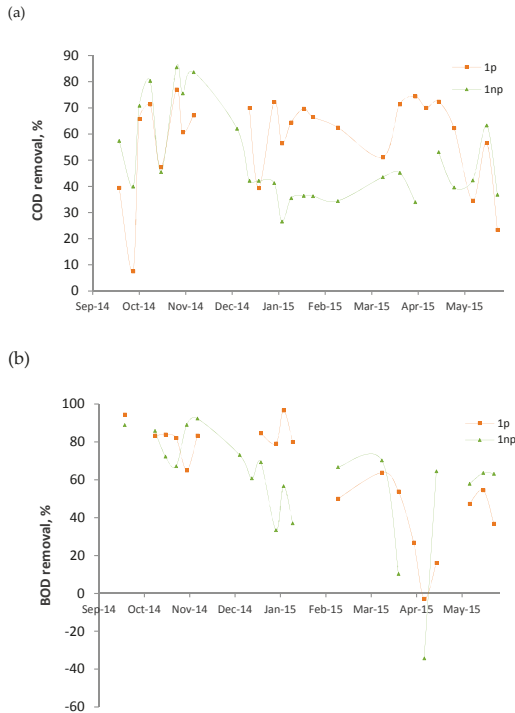 (a)
90
80
70
60
50
40
30
20
10
0
COD removal, %
1p
1np
Sep-14 Oct-14 Nov-14 Dec-14 Jan-15 Feb-15 Mar-15 Apr-15 May-15
(b)
100
80
60
40
20
0
-20
-40
-60
BOD removal, %
1p
1np
Sep-14 Oct-14 Nov-14 Dec-14 Jan-15 Feb-15 Mar-15 Apr-15 May-15